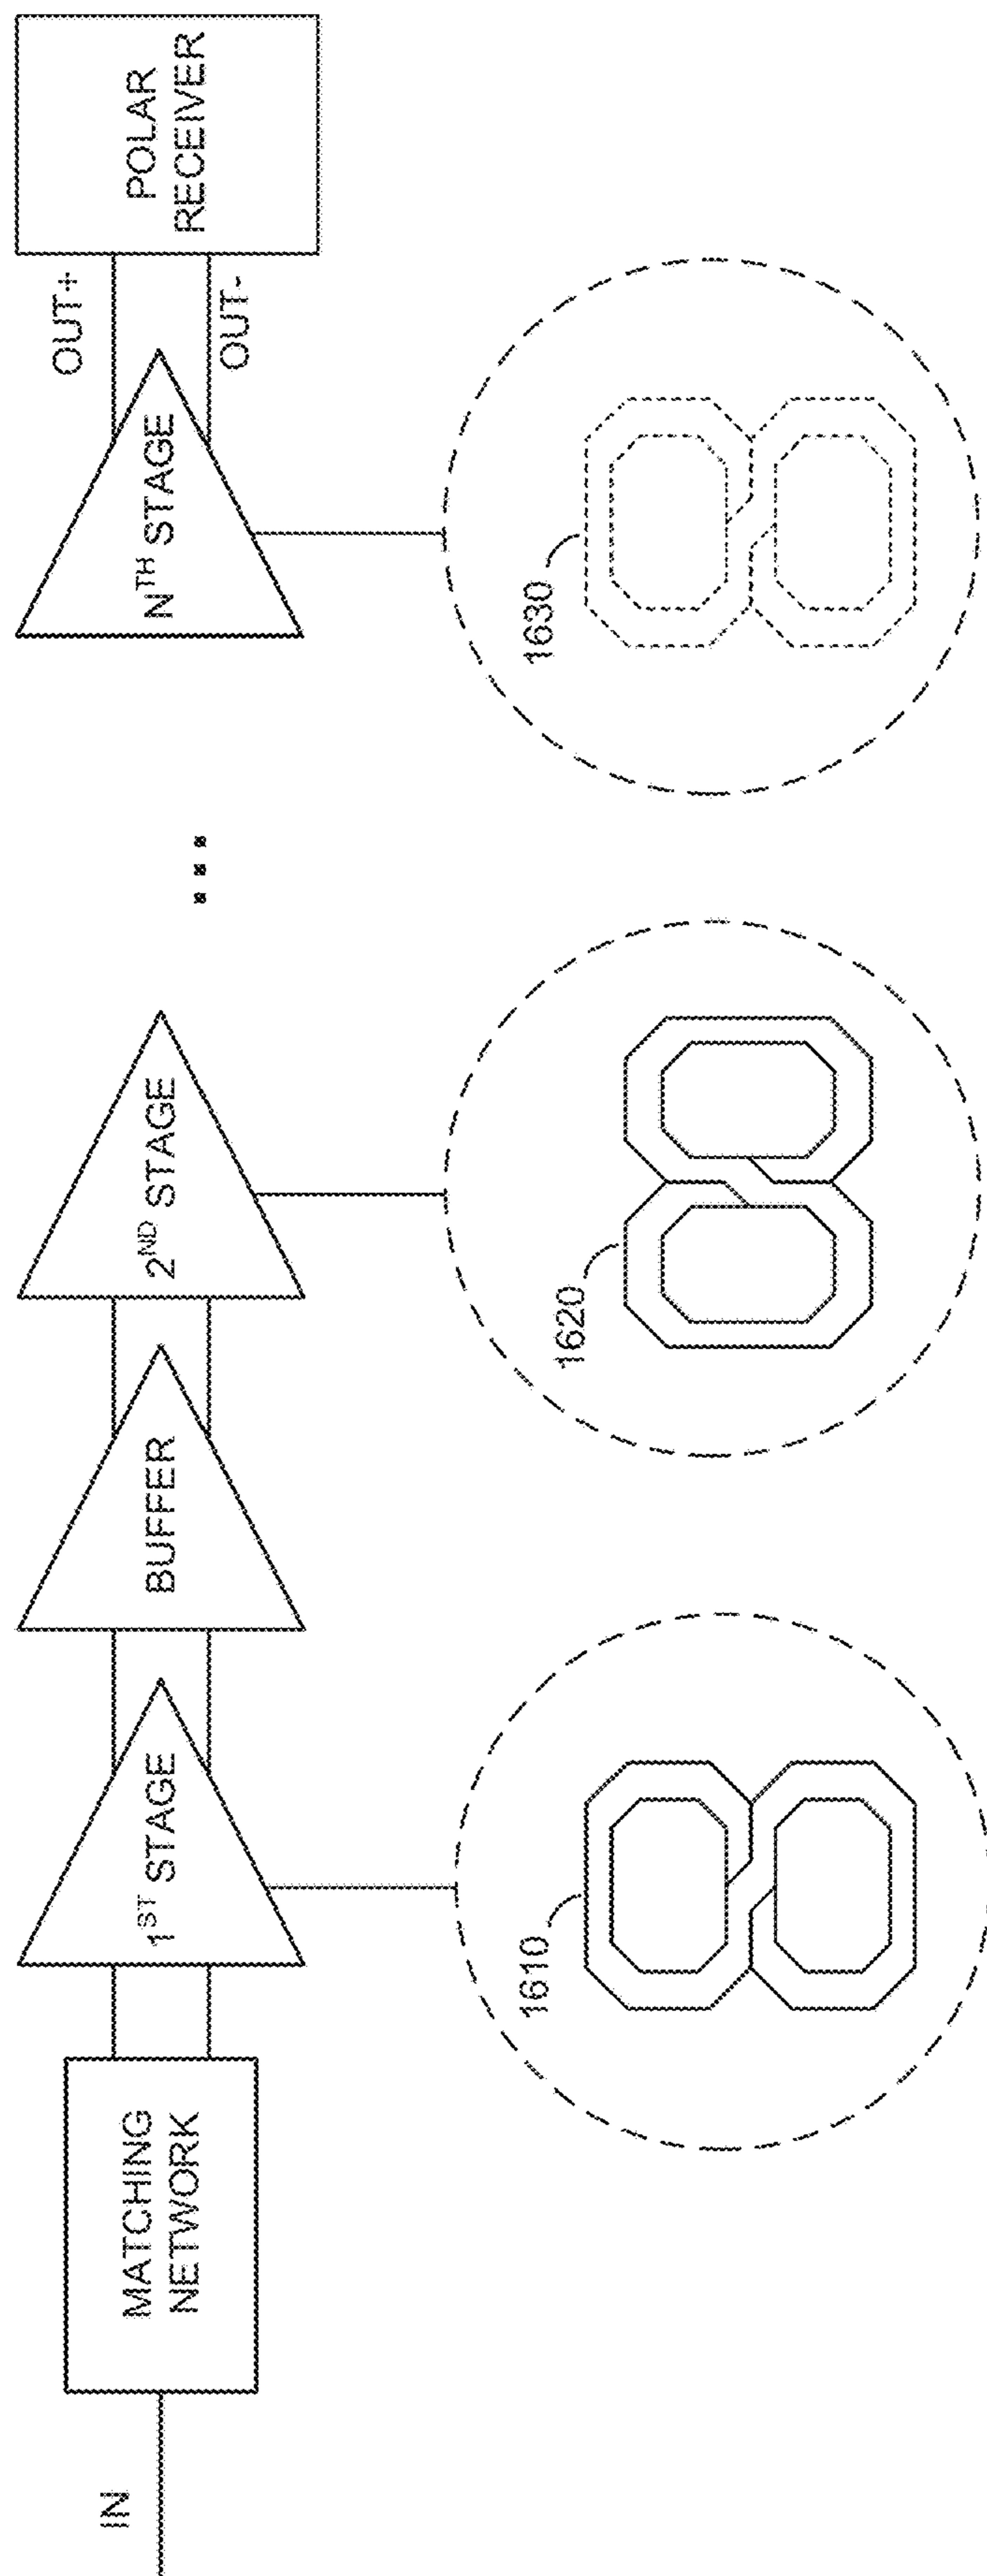 IN
MATCHING
NETWORK
1ST STAGE
BUFFER
2ND STAGE
NTH STAGE
OUT+
OUT-
POLAR
RECEIVER
1610
1620
1630